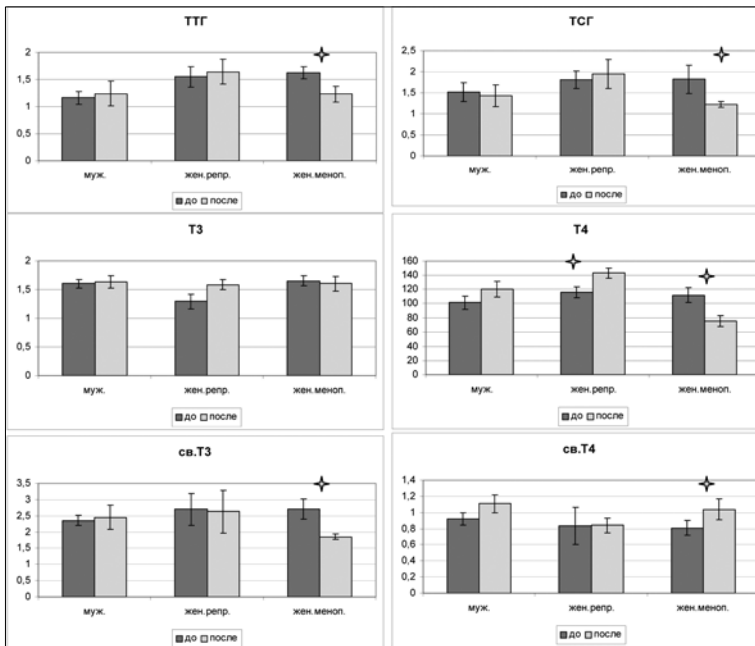 ТТГ
2
1,5
1
0,5
0
муж.
жен.репр.
жен.меноп.
до после
ТСГ
2,5
2
1,5
1
0,5
0
муж.
жен.репр.
жен.меноп.
до после
Т3
2
1,5
1
0,5
0
муж.
жен.репр.
жен.меноп.
до после
Т4
160
140
120
100
80
60
40
20
0
муж.
жен.репр.
жен.меноп.
до после
св.Т3
3,5
3
2,5
2
1,5
1
0,5
0
муж.
жен.репр.
жен.меноп.
до после
св.Т4
1,4
1,2
1
0,8
0,6
0,4
0,2
0
муж.
жен.репр.
жен.меноп.
до после